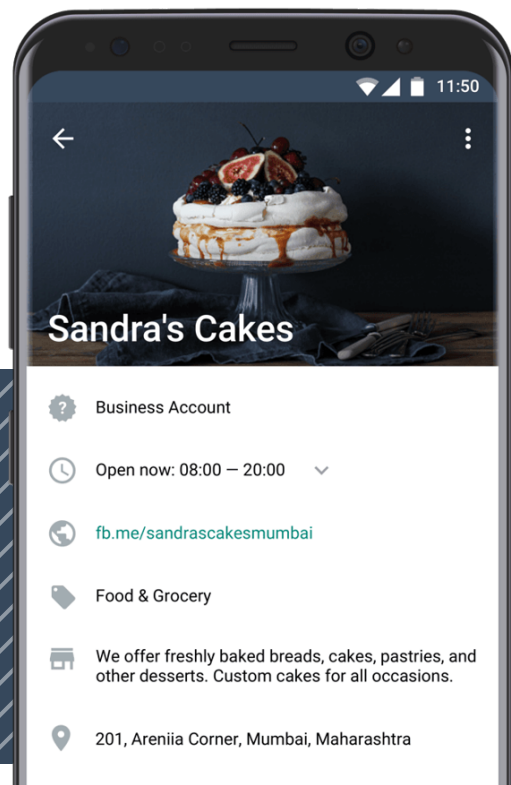 11:50
Sandra's Cakes
?
Business Account
Open now: 08:00 — 20:00
fb.me/sandrascakesmumbai
Food & Grocery
We offer freshly baked breads, cakes, pastries, and
other desserts. Custom cakes for all occasions.
201, Areniia Corner, Mumbai, Maharashtra